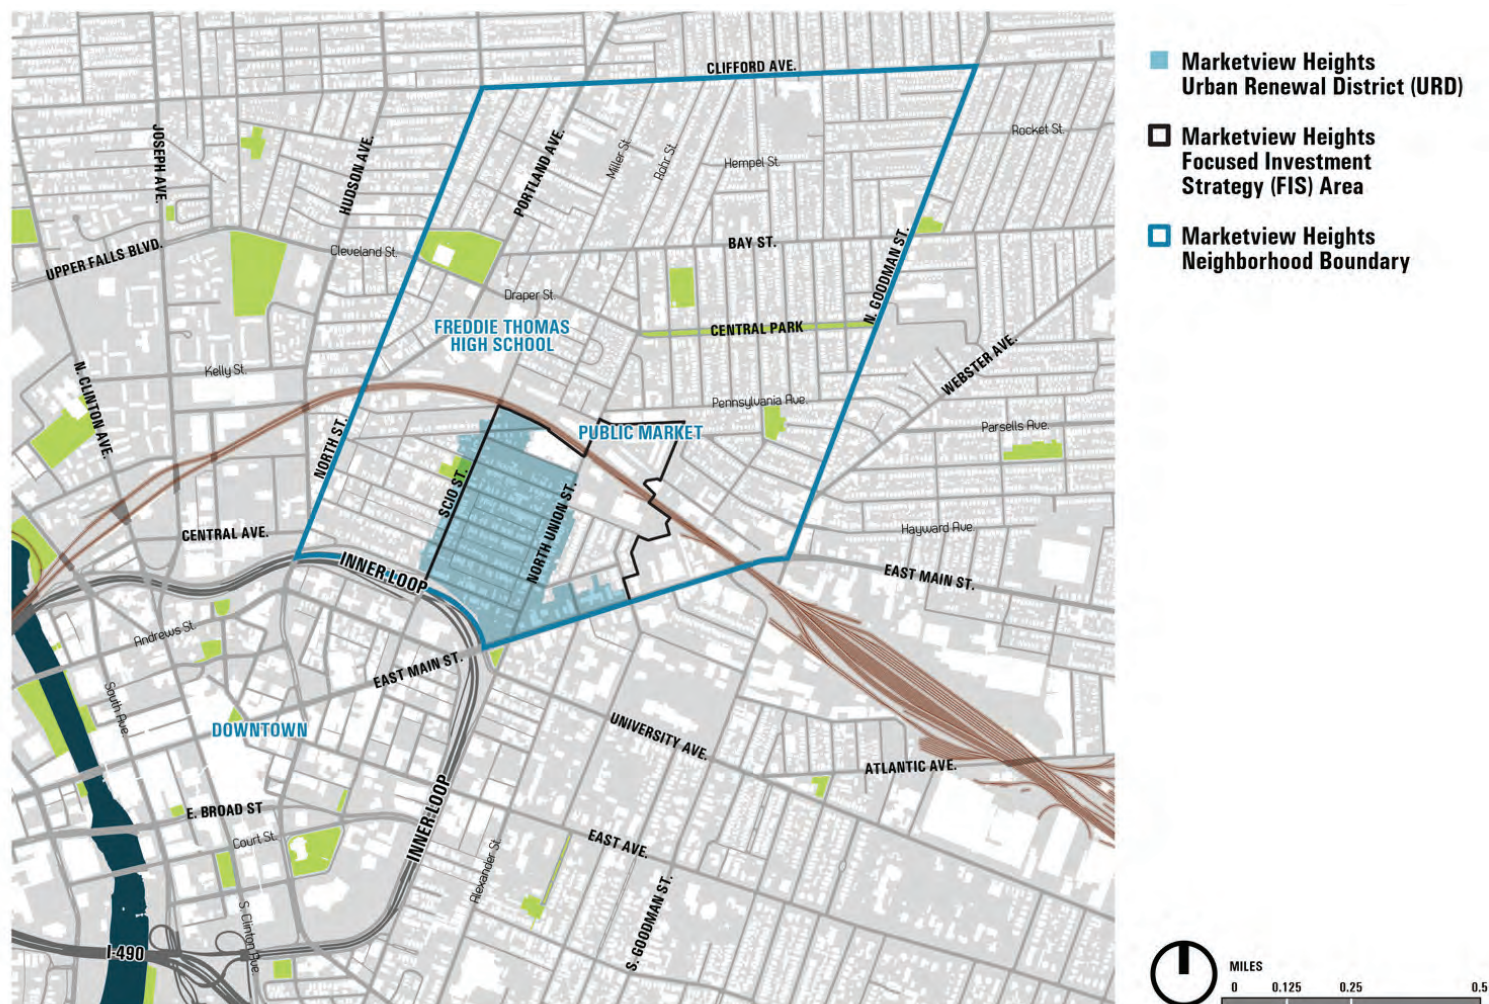 CLIFFORD AVE.
JOSEPH AVE.
HUDSON AVE.
PORTLAND AVE.
Miller St.
Rohr St.
Hempel St.
Rocket St.
UPPER FALLS BLVD.
Cleveland St.
BAY ST.
N. GOODMAN ST.
Draper St.
FREDDIE THOMAS
HIGH SCHOOL
CENTRAL PARK
WEBSTER AVE.
Kelly St.
N. CLINTON AVE.
Pennsylvania Ave.
Parsells Ave.
NORTH ST.
PUBLIC MARKET
SCIO ST.
NORTH UNION ST.
CENTRAL AVE.
Hayward Ave.
INNER LOOP
EAST MAIN ST.
Andrews St.
EAST MAIN ST.
South Ave
DOWNTOWN
UNIVERSITY AVE.
ATLANTIC AVE.
E. BROAD ST
Court St.
INNER LOOP
EAST AVE.
Alexander St.
S. GOODMAN ST.
S. Clinton Ave.
I-490
Marketview Heights
Urban Renewal District (URD)
Marketview Heights
Focused Investment
Strategy (FIS) Area
Marketview Heights
Neighborhood Boundary
MILES
0 0.125 0.25 0.5